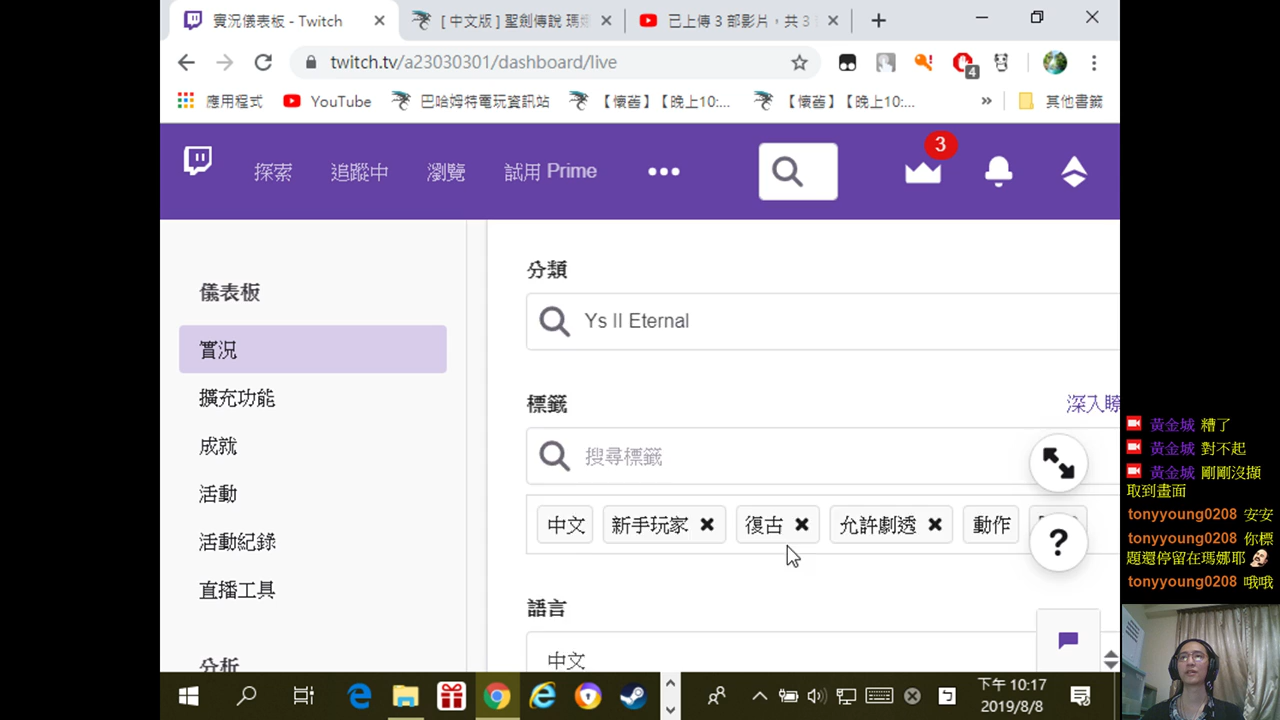 實況儀表板 - Twitch
[ 中文版 ] 聖劍傳說 瑪娜
已上傳 3 部影片，共 3
twitch.tv/a23030301/dashboard/live
4
應用程式
YouTube
巴哈姆特電玩資訊站
【懷舊】【晚上10:...
【懷舊】【晚上10:...
»
其他書籤
探索
追蹤中
瀏覽
試用 Prime
3
儀表板
實況
擴充功能
成就
活動
活動紀錄
直播工具
分析
分類
Ys II Eternal
標籤
深入瞭
搜尋標籤
中文
新手玩家
復古
允許劇透
動作
?
語言
中文
黃金城 糟了
黃金城 對不起
黃金城 剛剛沒擷
取到畫面
tonyyoung0208 安安
tonyyoung0208 你標
題還停留在瑪娜耶
tonyyoung0208 哦哦
下午 10:17
2019/8/8